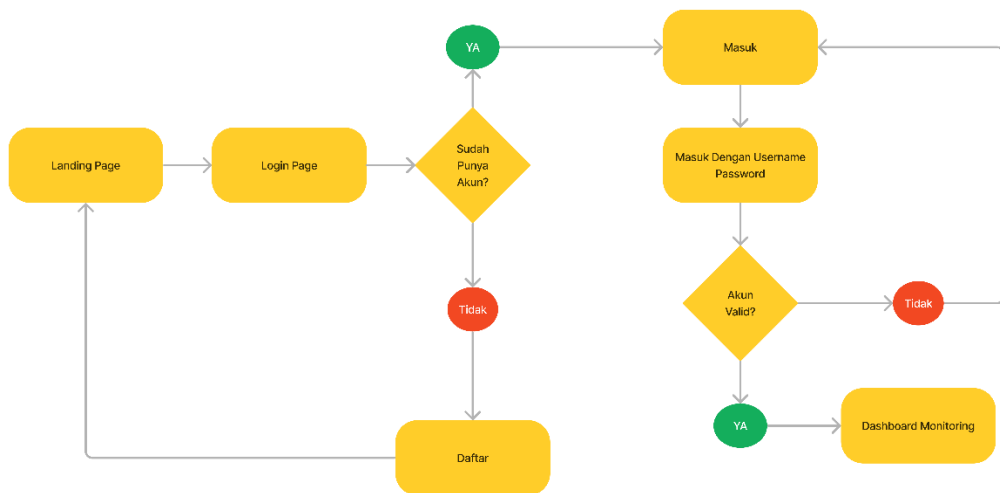 YA
Masuk
Landing Page
Login Page
Sudah
Punya
Akun?
Masuk Dengan Username
Password
Tidak
Akun
Valid?
Tidak
YA
Dashboard Monitoring
Daftar